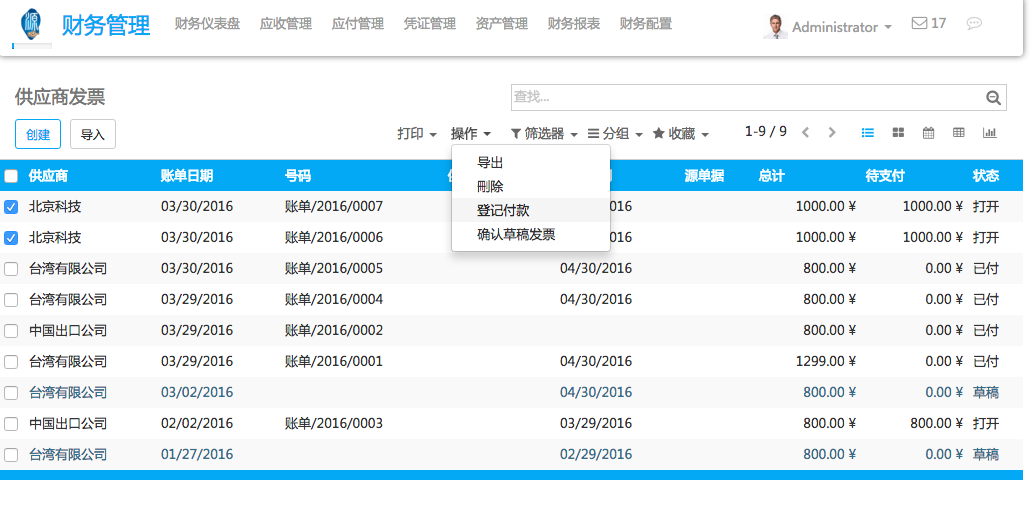 财务管理 财务仪表盘 应收管理 应付管理 凭证管理 资产管理 财务报表 财务配置 Administrator 17
供应商发票 查找...
创建 导入 打印 操作 筛选器 分组 收藏 1-9 / 9
导出
刪除
登记付款
确认草稿发票
供应商 账单日期 号码 源单据 总计 待支付 状态
北京科技 03/30/2016 账单/2016/0007 016 1000.00 ¥ 1000.00 ¥ 打开
北京科技 03/30/2016 账单/2016/0006 016 1000.00 ¥ 1000.00 ¥ 打开
台湾有限公司 03/30/2016 账单/2016/0005 04/30/2016 800.00 ¥ 0.00 ¥ 已付
台湾有限公司 03/29/2016 账单/2016/0004 04/30/2016 800.00 ¥ 0.00 ¥ 已付
中国出口公司 03/29/2016 账单/2016/0002 800.00 ¥ 0.00 ¥ 已付
台湾有限公司 03/29/2016 账单/2016/0001 04/30/2016 1299.00 ¥ 0.00 ¥ 已付
台湾有限公司 03/02/2016 04/30/2016 800.00 ¥ 0.00 ¥ 草稿
中国出口公司 02/02/2016 账单/2016/0003 03/29/2016 800.00 ¥ 800.00 ¥ 打开
台湾有限公司 01/27/2016 02/29/2016 800.00 ¥ 0.00 ¥ 草稿